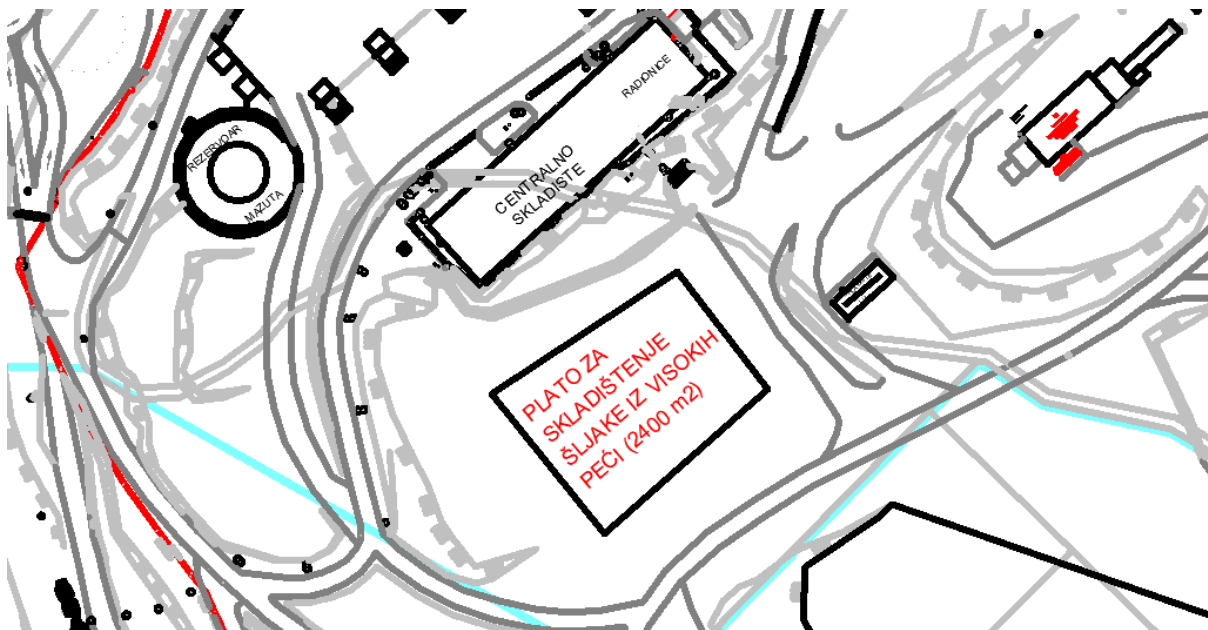 RADIONICE
REZERVOAR
MAZUTA
CENTRALNO
SKLADIŠTE
PLATO ZA
SKLADIŠTENJE
ŠLJAKE IZ VISOKIH
PEĆI (2400 m2)